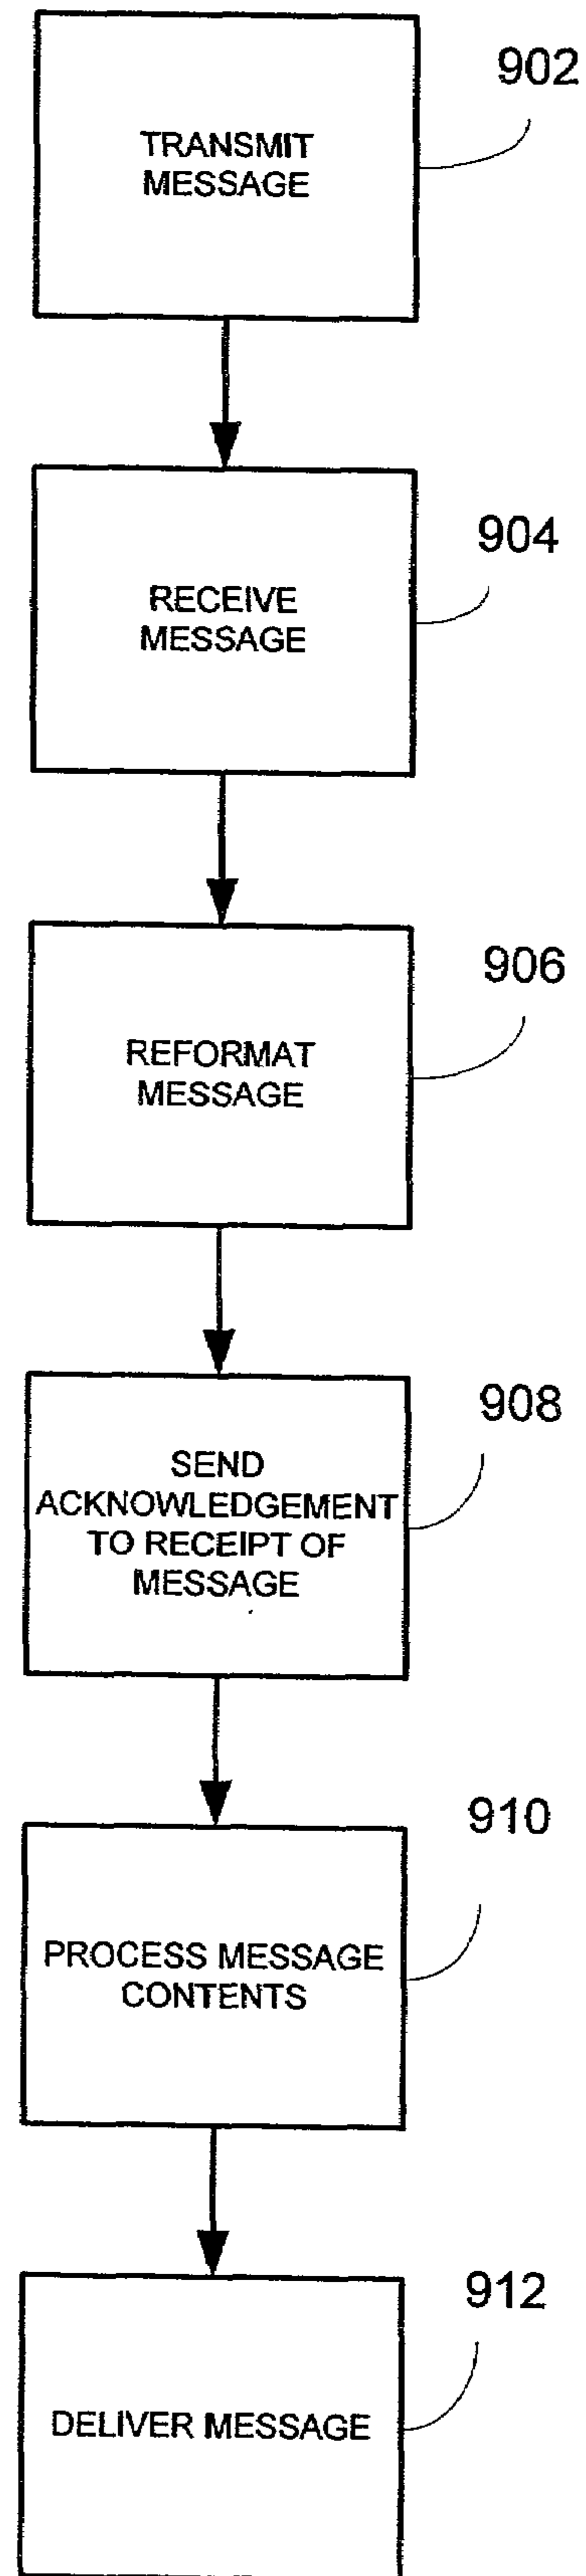 902
TRANSMIT
MESSAGE
904
RECEIVE
MESSAGE
906
REFORMAT
MESSAGE
908
SEND
ACKNOWLEDGEMENT
TO RECEIPT OF
MESSAGE
910
PROCESS MESSAGE
CONTENTS
912
DELIVER MESSAGE